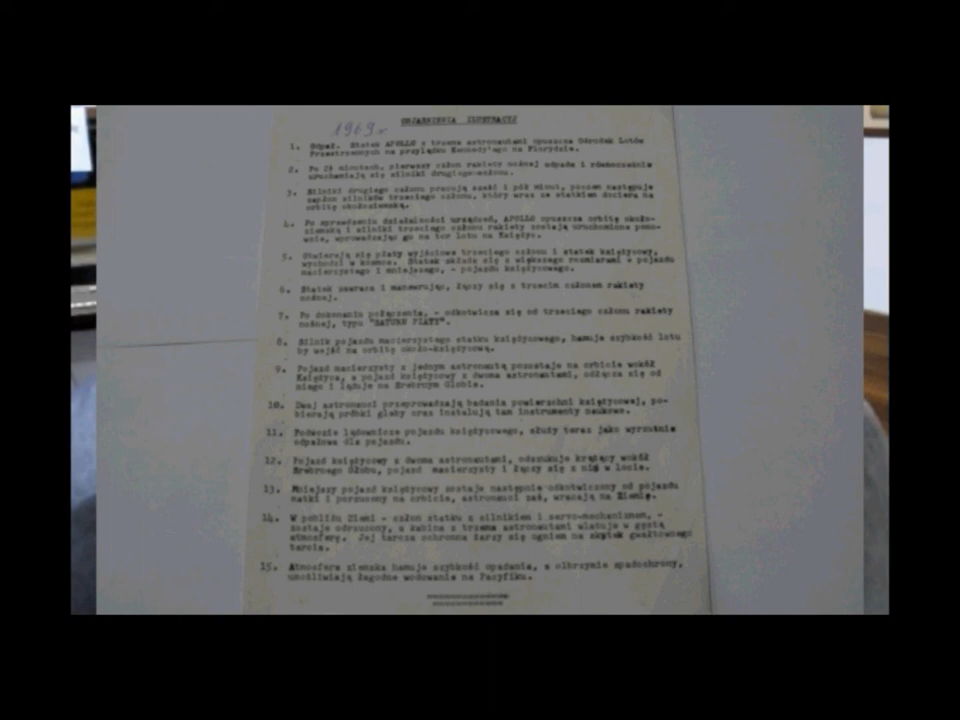 1969 r
OBJAŚNIENIA ILUSTRACYJ
1. Odpał. Statek APOLLO z trzema astronautami opuszcza Ośrodek Lotów
Przestrzennych na przylądku Kennedy'ego na Florydzie.
2. Po 2½ minutach, pierwszy człon rakiety nośnej odpada i równocześnie
uruchamiają się silniki drugiego członu.
3. Silniki drugiego członu pracują sześć i pół minut, poczem następuje
zapłon silników trzeciego członu, który wraz ze statkiem dociera na
orbitę okołoziemską.
4. Po sprawdzeniu działalności urządzeń, APOLLO opuszcza orbitę około-
ziemską i silniki trzeciego członu rakiety zostają uruchomione pono-
wnie, wprowadzając go na tor lotu na Księżyc.
5. Otwierają się płaty wyjściowe trzeciego członu i statek księżycowy,
wychodzi w kosmos. Statek składa się z większego rozmiarami w pojazdu
macierzystego i mniejszego, - pojazdu księżycowego.
6. Statek zawraca i manewrując, łączy się z trzecim członem rakiety
nośnej.
7. Po dokonaniu połączenia, - odkotwicza się od trzeciego członu rakiety
nośnej, typu "SATURN PIĄTY".
8. Silnik pojazdu macierzystego statku księżycowego, hamuje szybkość lotu
by wejść na orbitę około-księżycową.
9. Pojazd macierzysty z jednym astronautą pozostaje na orbicie wokół
Księżyca, a pojazd księżycowy z dwoma astronautami, odłącza się od
niego i ląduje na Srebrnym Globie.
10. Dwaj astronauci przeprowadzają badania powierzchni księżycowej, po-
bierają próbki gleby oraz instalują tam instrumenty naukowe.
11. Podwozie lądownicze pojazdu księżycowego, służy teraz jako wyrzutnia
odpałowa dla pojazdu.
12. Pojazd księżycowy z dwoma astronautami, odszukuje krążący wokół
Srebrnego Globu, pojazd macierzysty i łączy się z nim w locie.
13. Mniejszy pojazd księżycowy zostaje następnie odkotwiczony od pojazdu
matki i porzucony na orbicie, astronauci zaś, wracają na Ziemię.
14. W pobliżu Ziemi - człon statku z silnikiem i servo-mechanizmem, -
zostaje odrzucony, a kabina z trzema astronautami wlatuje w gęstą
atmosferę. Jej tarcza ochronna żarzy się ogniem na skutek gwałtownego
tarcia.
15. Atmosfera ziemska hamuje szybkość opadania, a olbrzymie spadochrony,
umożliwiają łagodne wodowanie na Pacyfiku.